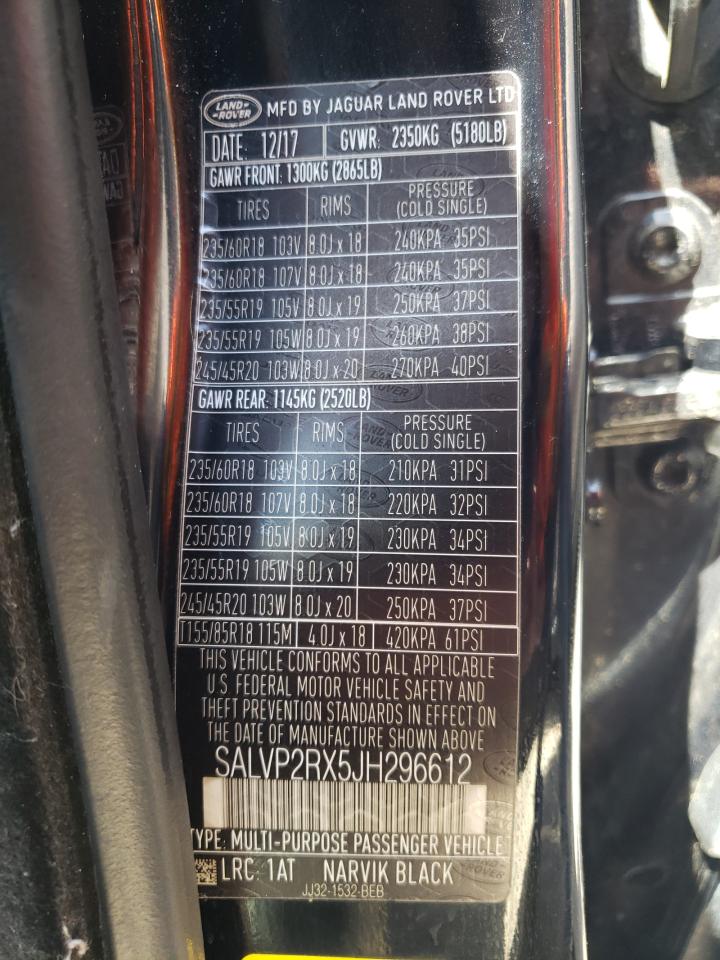 LAND ROVER MFD BY JAGUAR LAND ROVER LTD
DATE: 12/17 GVWR: 2350KG (5180LB)
GAWR FRONT: 1300KG (2865LB)
TIRES RIMS PRESSURE (COLD SINGLE)
235/60R18 103V 8.0J x 18 240KPA 35PSI
235/60R18 107V 8.0J x 18 240KPA 35PSI
235/55R19 105V 8.0J x 19 250KPA 37PSI
235/55R19 105W 8.0J x 19 260KPA 38PSI
245/45R20 103W 8.0J x 20 270KPA 40PSI
GAWR REAR: 1145KG (2520LB)
TIRES RIMS PRESSURE (COLD SINGLE)
235/60R18 103V 8.0J x 18 210KPA 31PSI
235/60R18 107V 8.0J x 18 220KPA 32PSI
235/55R19 105V 8.0J x 19 230KPA 34PSI
235/55R19 105W 8.0J x 19 230KPA 34PSI
245/45R20 103W 8.0J x 20 250KPA 37PSI
T155/85R18 115M 4.0J x 18 420KPA 61PSI
THIS VEHICLE CONFORMS TO ALL APPLICABLE
U.S. FEDERAL MOTOR VEHICLE SAFETY AND
THEFT PREVENTION STANDARDS IN EFFECT ON
THE DATE OF MANUFACTURE SHOWN ABOVE
SALVP2RX5JH296612
TYPE: MULTI-PURPOSE PASSENGER VEHICLE
LRC: 1AT NARVIK BLACK
JJ32-1532-BEB